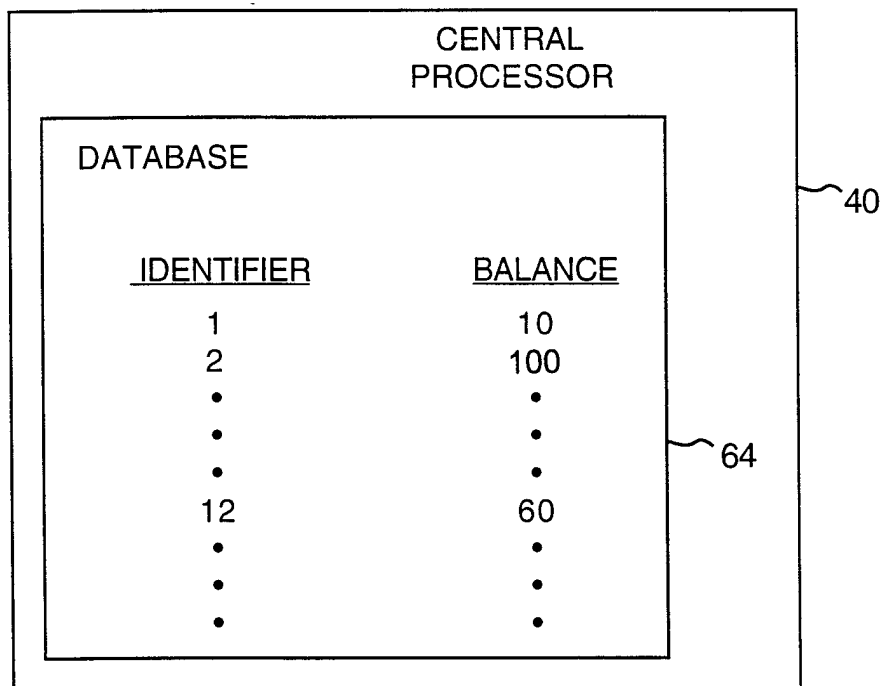 CENTRAL
PROCESSOR
DATABASE
40
IDENTIFIER BALANCE
1 10
2 100
64
12 60